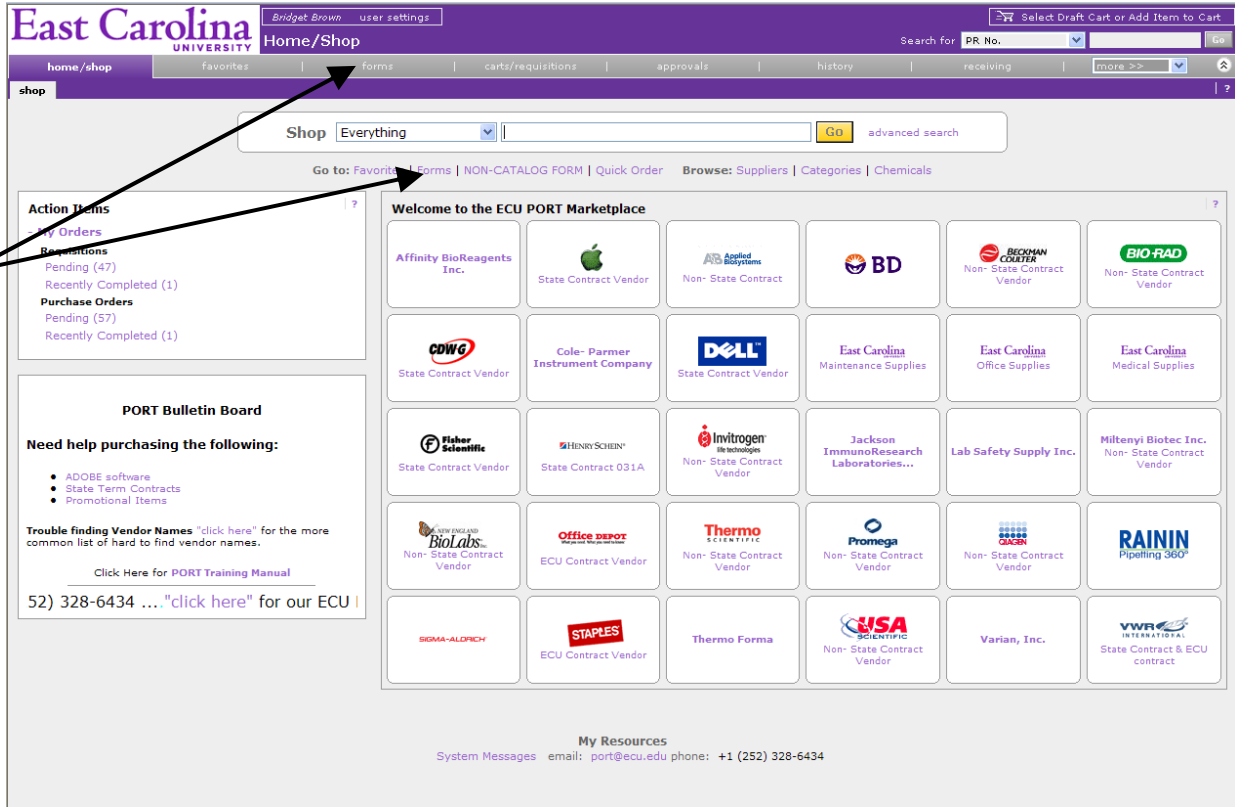 East Carolina
UNIVERSITY
Bridget Brown user settings
Select Draft Cart or Add Item to Cart
Home/Shop
Search for PR No. Go
home/shop favorites | forms | carts/requisitions | approvals | history | receiving | more >>
shop | ?
Shop Everything Go advanced search
Go to: Favorites | Forms | NON-CATALOG FORM | Quick Order Browse: Suppliers | Categories | Chemicals
Action Items ?
- My Orders
Requisitions
Pending (47)
Recently Completed (1)
Purchase Orders
Pending (57)
Recently Completed (1)
PORT Bulletin Board
Need help purchasing the following:
• ADOBE software
• State Term Contracts
• Promotional Items
Trouble finding Vendor Names "click here" for the more
common list of hard to find vendor names.
Click Here for PORT Training Manual
52) 328-6434 ...."click here" for our ECU
Welcome to the ECU PORT Marketplace ?
Affinity BioReagents
Inc.
State Contract Vendor
AB Applied
Biosystems
Non- State Contract
BD
BECKMAN
COULTER
Non- State Contract
Vendor
BIO-RAD
Non- State Contract
Vendor
CDWG
State Contract Vendor
Cole- Parmer
Instrument Company
DELL™
State Contract Vendor
East Carolina
Maintenance Supplies
East Carolina
Office Supplies
East Carolina
Medical Supplies
Fisher
Scientific
State Contract Vendor
HENRY SCHEIN®
State Contract 031A
Invitrogen™
life technologies
Non- State Contract
Vendor
Jackson
ImmunoResearch
Laboratories...
Lab Safety Supply Inc.
Miltenyi Biotec Inc.
Non- State Contract
Vendor
NEW ENGLAND
BioLabs Inc.
Non- State Contract
Vendor
Office DEPOT
What you need. What you need to know.
ECU Contract Vendor
Thermo
SCIENTIFIC
Non- State Contract
Vendor
Promega
Non- State Contract
Vendor
QIAGEN
Non- State Contract
Vendor
RAININ
Pipetting 360°
SIGMA-ALDRICH
STAPLES
ECU Contract Vendor
Thermo Forma
USA
SCIENTIFIC
Non- State Contract
Vendor
Varian, Inc.
VWR
INTERNATIONAL
State Contract & ECU
contract
My Resources
System Messages email: port@ecu.edu phone: +1 (252) 328-6434